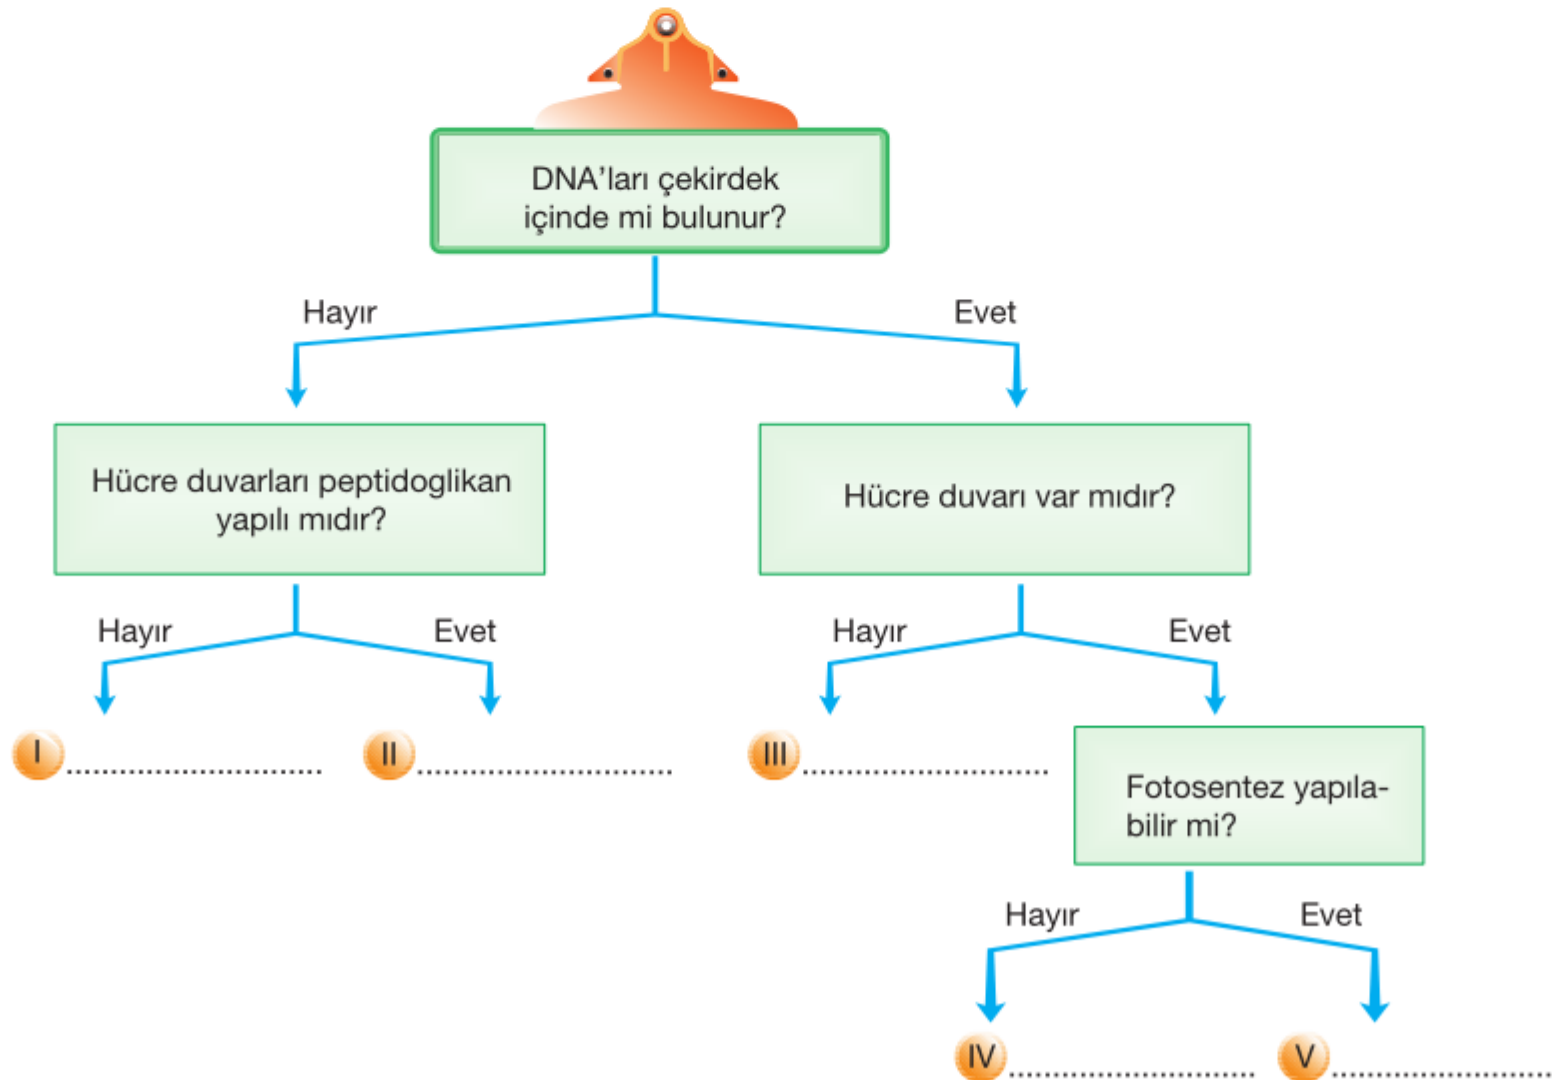 DNA'ları çekirdek
içinde mi bulunur?
Hayır
Evet
Hücre duvarları peptidoglikan
yapılı mıdır?
Hücre duvarı var mıdır?
Hayır
Evet
Hayır
Evet
I ........................
II ........................
III ........................
Fotosentez yapıla-
bilir mi?
Hayır
Evet
IV ........................
V ........................